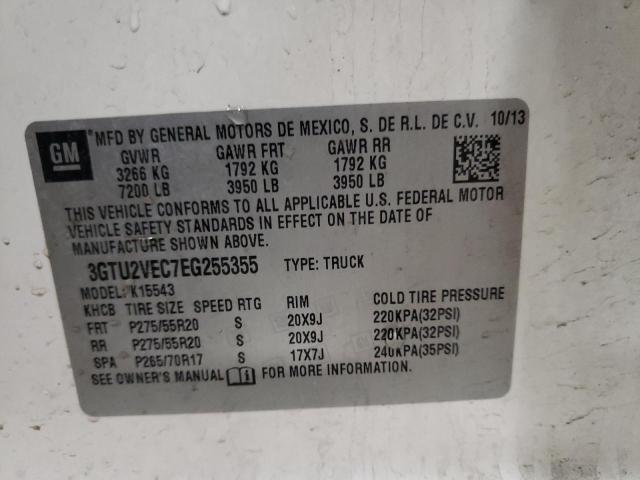 GM
MFD BY GENERAL MOTORS DE MEXICO, S. DE R.L. DE C.V. 10/13
GVWR GAWR FRT GAWR RR
3266 KG 1792 KG 1792 KG
7200 LB 3950 LB 3950 LB
THIS VEHICLE CONFORMS TO ALL APPLICABLE U.S. FEDERAL MOTOR
VEHICLE SAFETY STANDARDS IN EFFECT ON THE DATE OF
MANUFACTURE SHOWN ABOVE.
3GTU2VEC7EG255355 TYPE: TRUCK
MODEL: K15543
KHCB TIRE SIZE SPEED RTG RIM COLD TIRE PRESSURE
FRT P275/55R20 S 20X9J 220KPA(32PSI)
RR P275/55R20 S 20X9J 220KPA(32PSI)
SPA P265/70R17 S 17X7J 240KPA(35PSI)
SEE OWNER'S MANUAL FOR MORE INFORMATION.